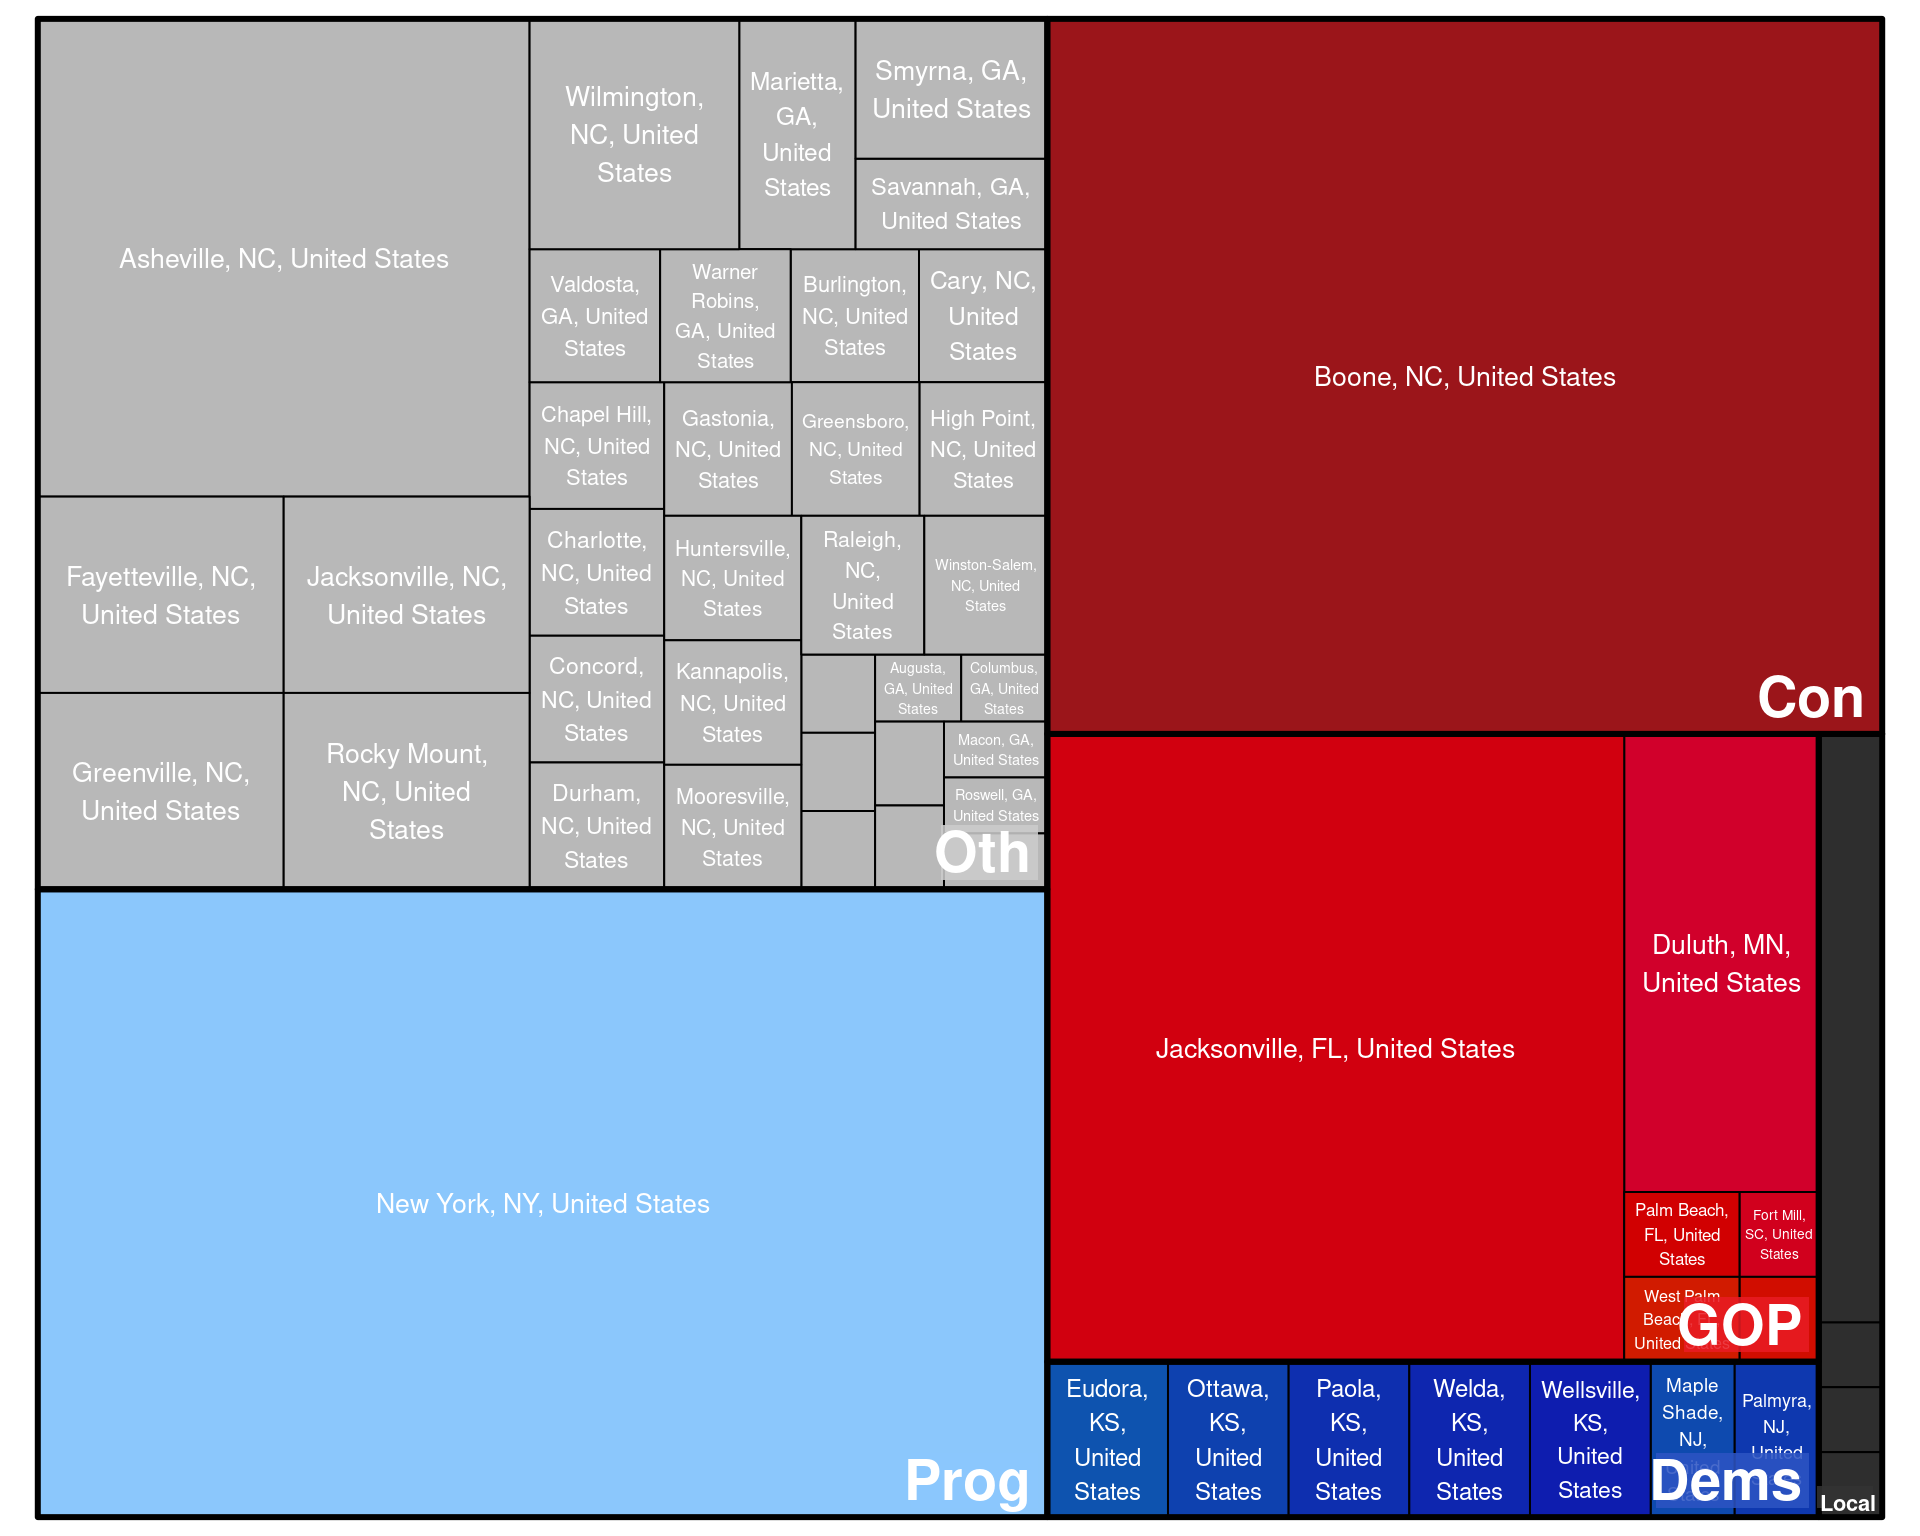 Asheville, NC, United States
Wilmington,
NC, United
States
Marietta,
GA,
United
States
Smyrna, GA,
United States
Savannah, GA,
United States
Valdosta,
GA, United
States
Warner
Robins,
GA, United
States
Burlington,
NC, United
States
Cary, NC,
United
States
Chapel Hill,
NC, United
States
Gastonia,
NC, United
States
Greensboro,
NC, United
States
High Point,
NC, United
States
Fayetteville, NC,
United States
Jacksonville, NC,
United States
Charlotte,
NC, United
States
Huntersville,
NC, United
States
Raleigh,
NC,
United
States
Winston-Salem,
NC, United
States
Concord,
NC, United
States
Kannapolis,
NC, United
States
Augusta,
GA, United
States
Columbus,
GA, United
States
Macon, GA,
United States
Roswell, GA,
United States
Greenville, NC,
United States
Rocky Mount,
NC, United
States
Durham,
NC, United
States
Mooresville,
NC, United
States
Oth
New York, NY, United States
Prog
Boone, NC, United States
Con
Jacksonville, FL, United States
Duluth, MN,
United States
Palm Beach,
FL, United
States
Fort Mill,
SC, United
States
West Palm
Beach, FL,
United States
GOP
Eudora,
KS,
United
States
Ottawa,
KS,
United
States
Paola,
KS,
United
States
Welda,
KS,
United
States
Wellsville,
KS,
United
States
Maple
Shade,
NJ,
United
Palmyra,
NJ,
United
Dems
Local